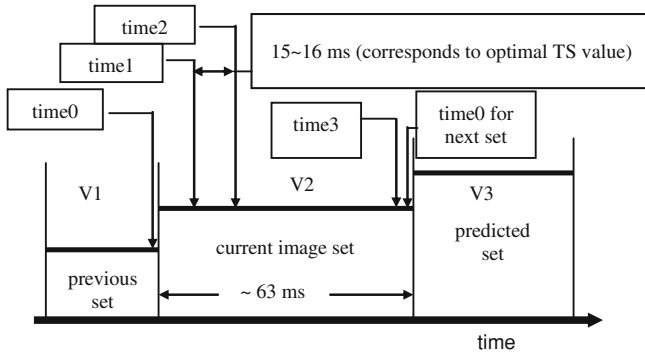 time2
15~16 ms (corresponds to optimal TS value)
time1
time0
time3
time0 for
next set
V1
V2
V3
current image set
predicted
set
previous
set
~ 63 ms
time